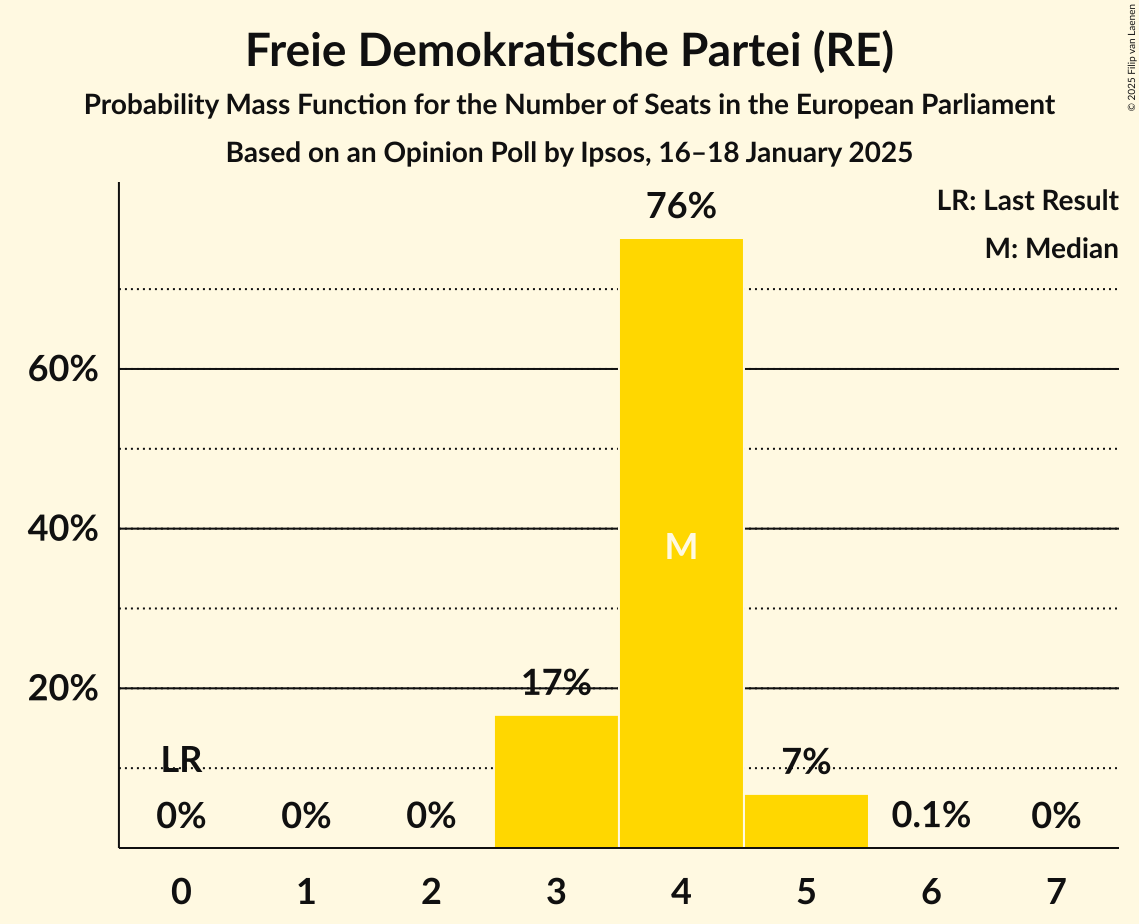 Freie Demokratische Partei (RE)
Probability Mass Function for the Number of Seats in the European Parliament
Based on an Opinion Poll by Ipsos, 16–18 January 2025
© 2025 Filip van Laenen
LR: Last Result
M: Median
76%
60%
40%
M
20%
17%
LR
7%
0%
0%
0%
0.1%
0%
0
1
2
3
4
5
6
7